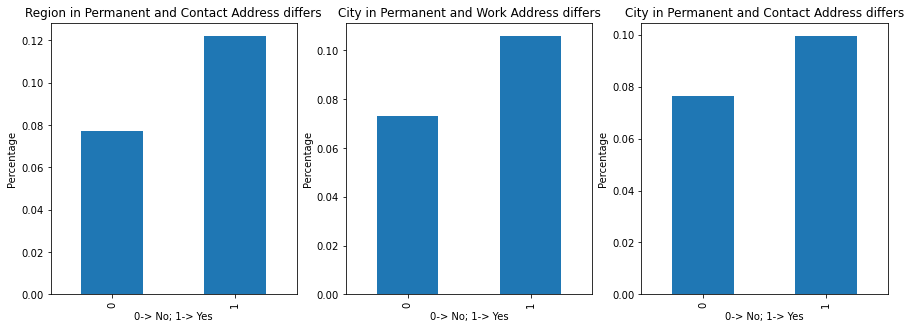 Region in Permanent and Contact Address differs
0.12
0.10
0.08
0.06
0.04
0.02
0.00
Percentage
0
1
0-> No; 1-> Yes
City in Permanent and Work Address differs
0.10
0.08
0.06
0.04
0.02
0.00
Percentage
0
1
0-> No; 1-> Yes
City in Permanent and Contact Address differs
0.10
0.08
0.06
0.04
0.02
0.00
Percentage
0
1
0-> No; 1-> Yes